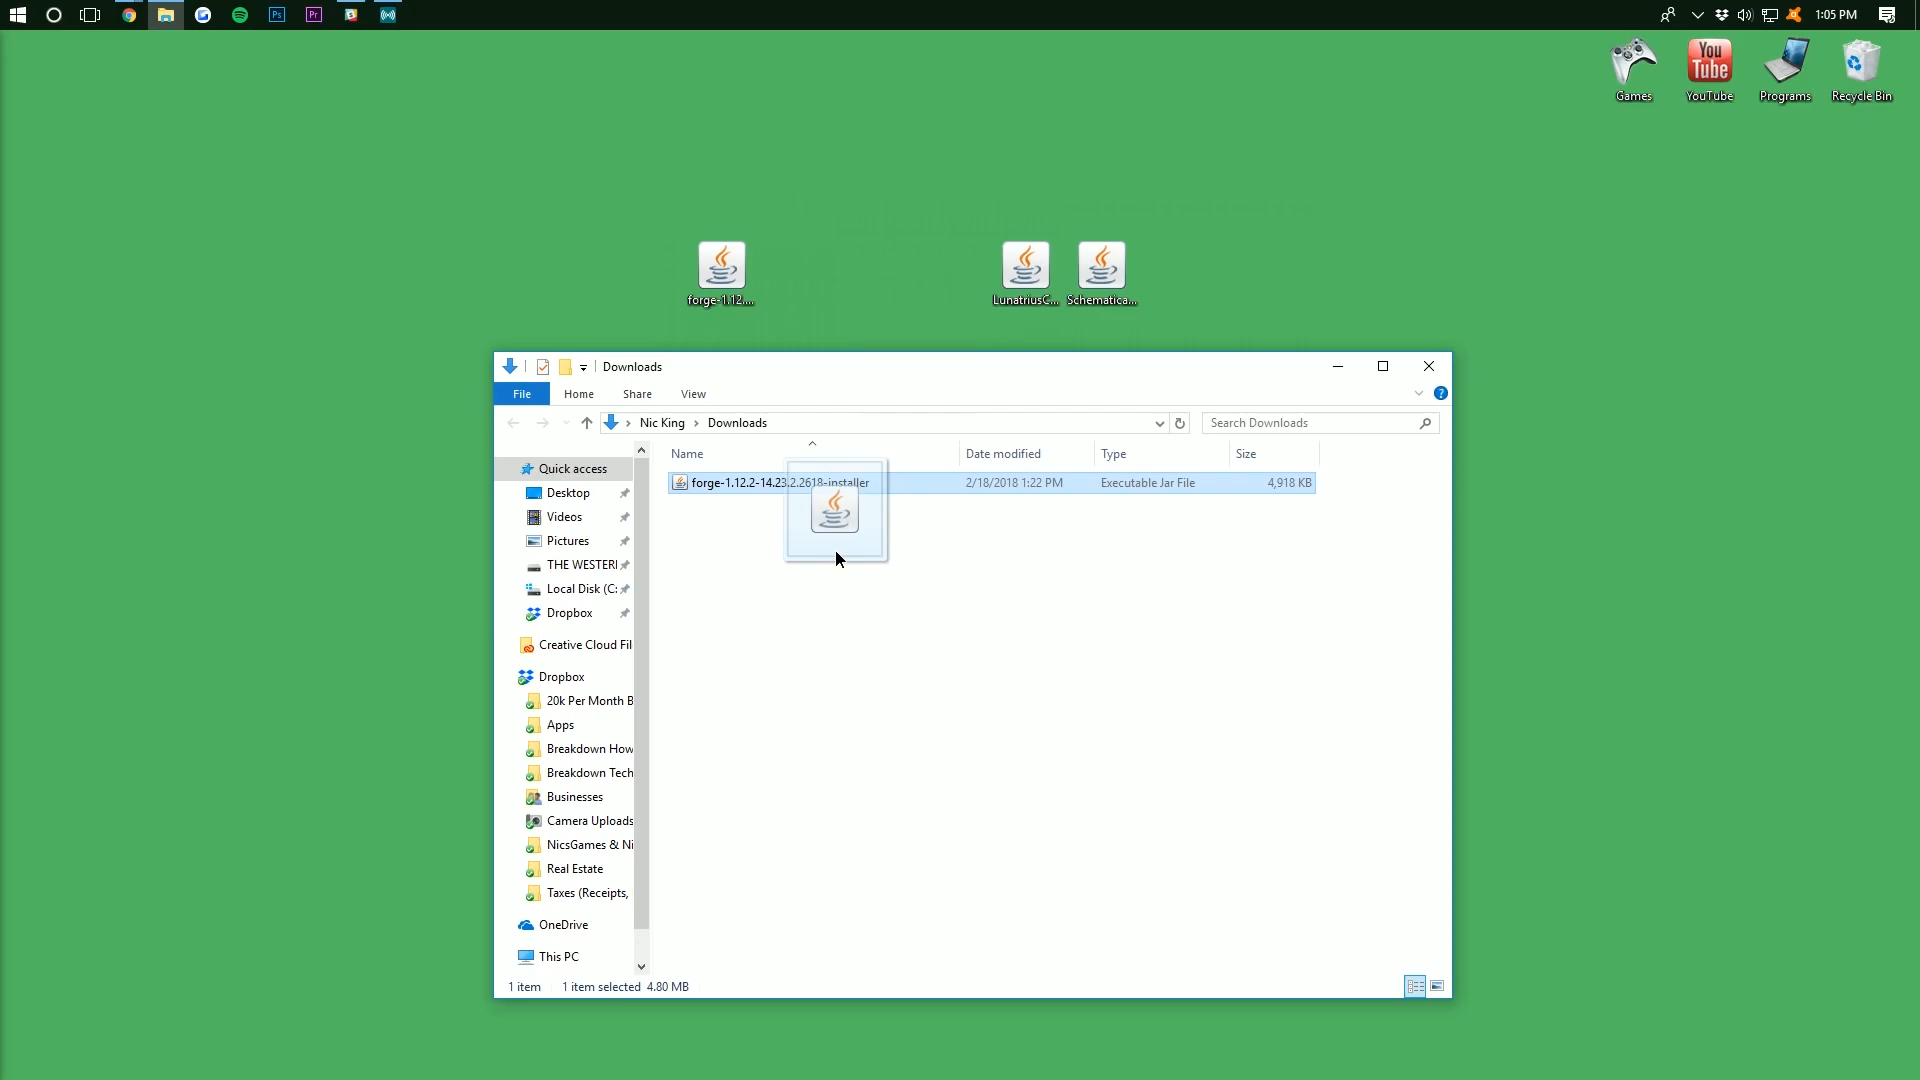 Ps
Pr
1:05 PM
You
Tube
Games
YouTube
Programs
Recycle Bin
forge-1.12....
LunatriusC...
Schematica...
Downloads
File
Home
Share
View
?
Nic King
Downloads
Search Downloads
Name
Date modified
Type
Size
forge-1.12.2-14.23.2.2618-installer
2/18/2018 1:22 PM
Executable Jar File
4,918 KB
Quick access
Desktop
Videos
Pictures
THE WESTERI
Local Disk (C:
Dropbox
Creative Cloud Fil
Dropbox
20k Per Month B
Apps
Breakdown How
Breakdown Tech
Businesses
Camera Uploads
NicsGames & Ni
Real Estate
Taxes (Receipts,
OneDrive
This PC
1 item
1 item selected 4.80 MB